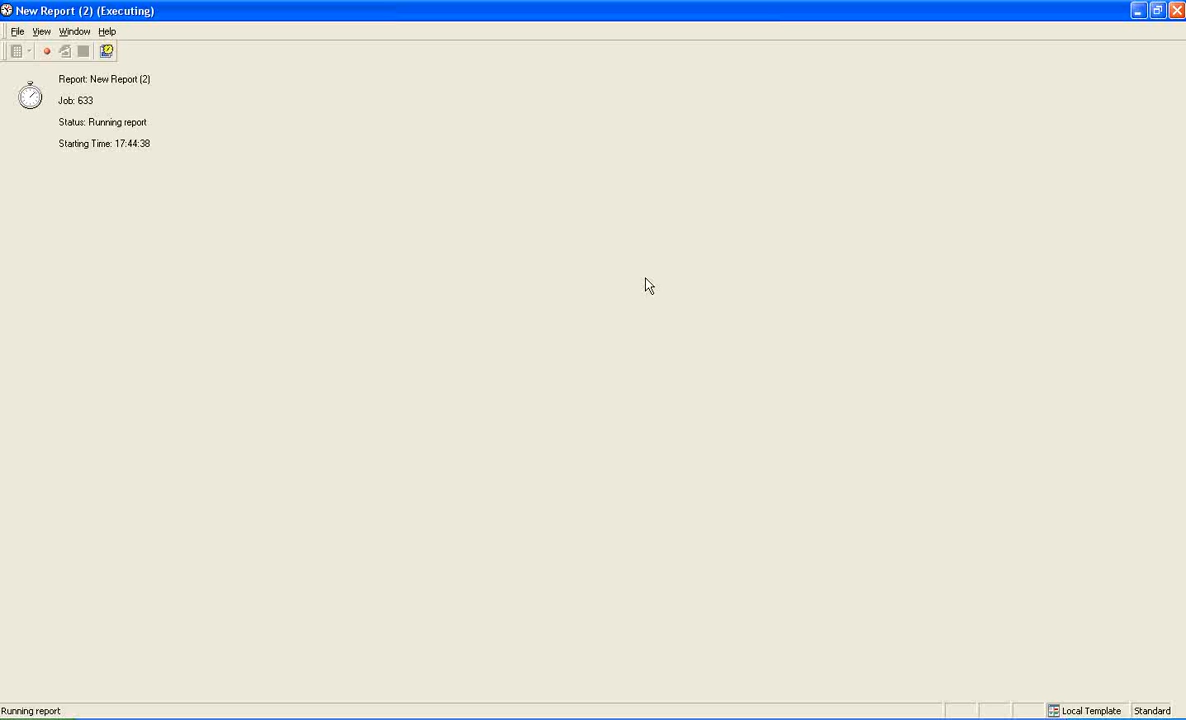 New Report (2) (Executing)
File View Window Help
Report: New Report (2)
Job: 633
Status: Running report
Starting Time: 17:44:38
Running report Local Template Standard